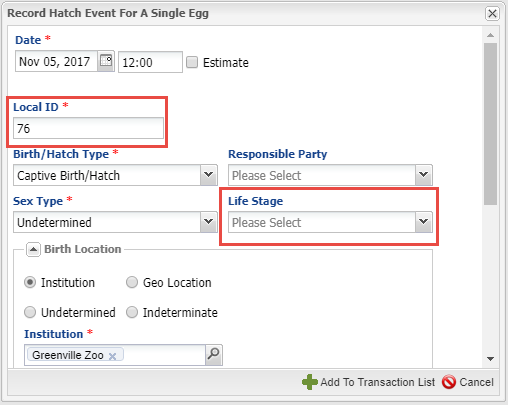 Record Hatch Event For A Single Egg
Date *
Nov 05, 2017 12:00 Estimate
Local ID *
76
Birth/Hatch Type * Responsible Party
Captive Birth/Hatch Please Select
Sex Type * Life Stage
Undetermined Please Select
Birth Location
Institution Geo Location
Undetermined Indeterminate
Institution *
Greenville Zoo
Add To Transaction List Cancel